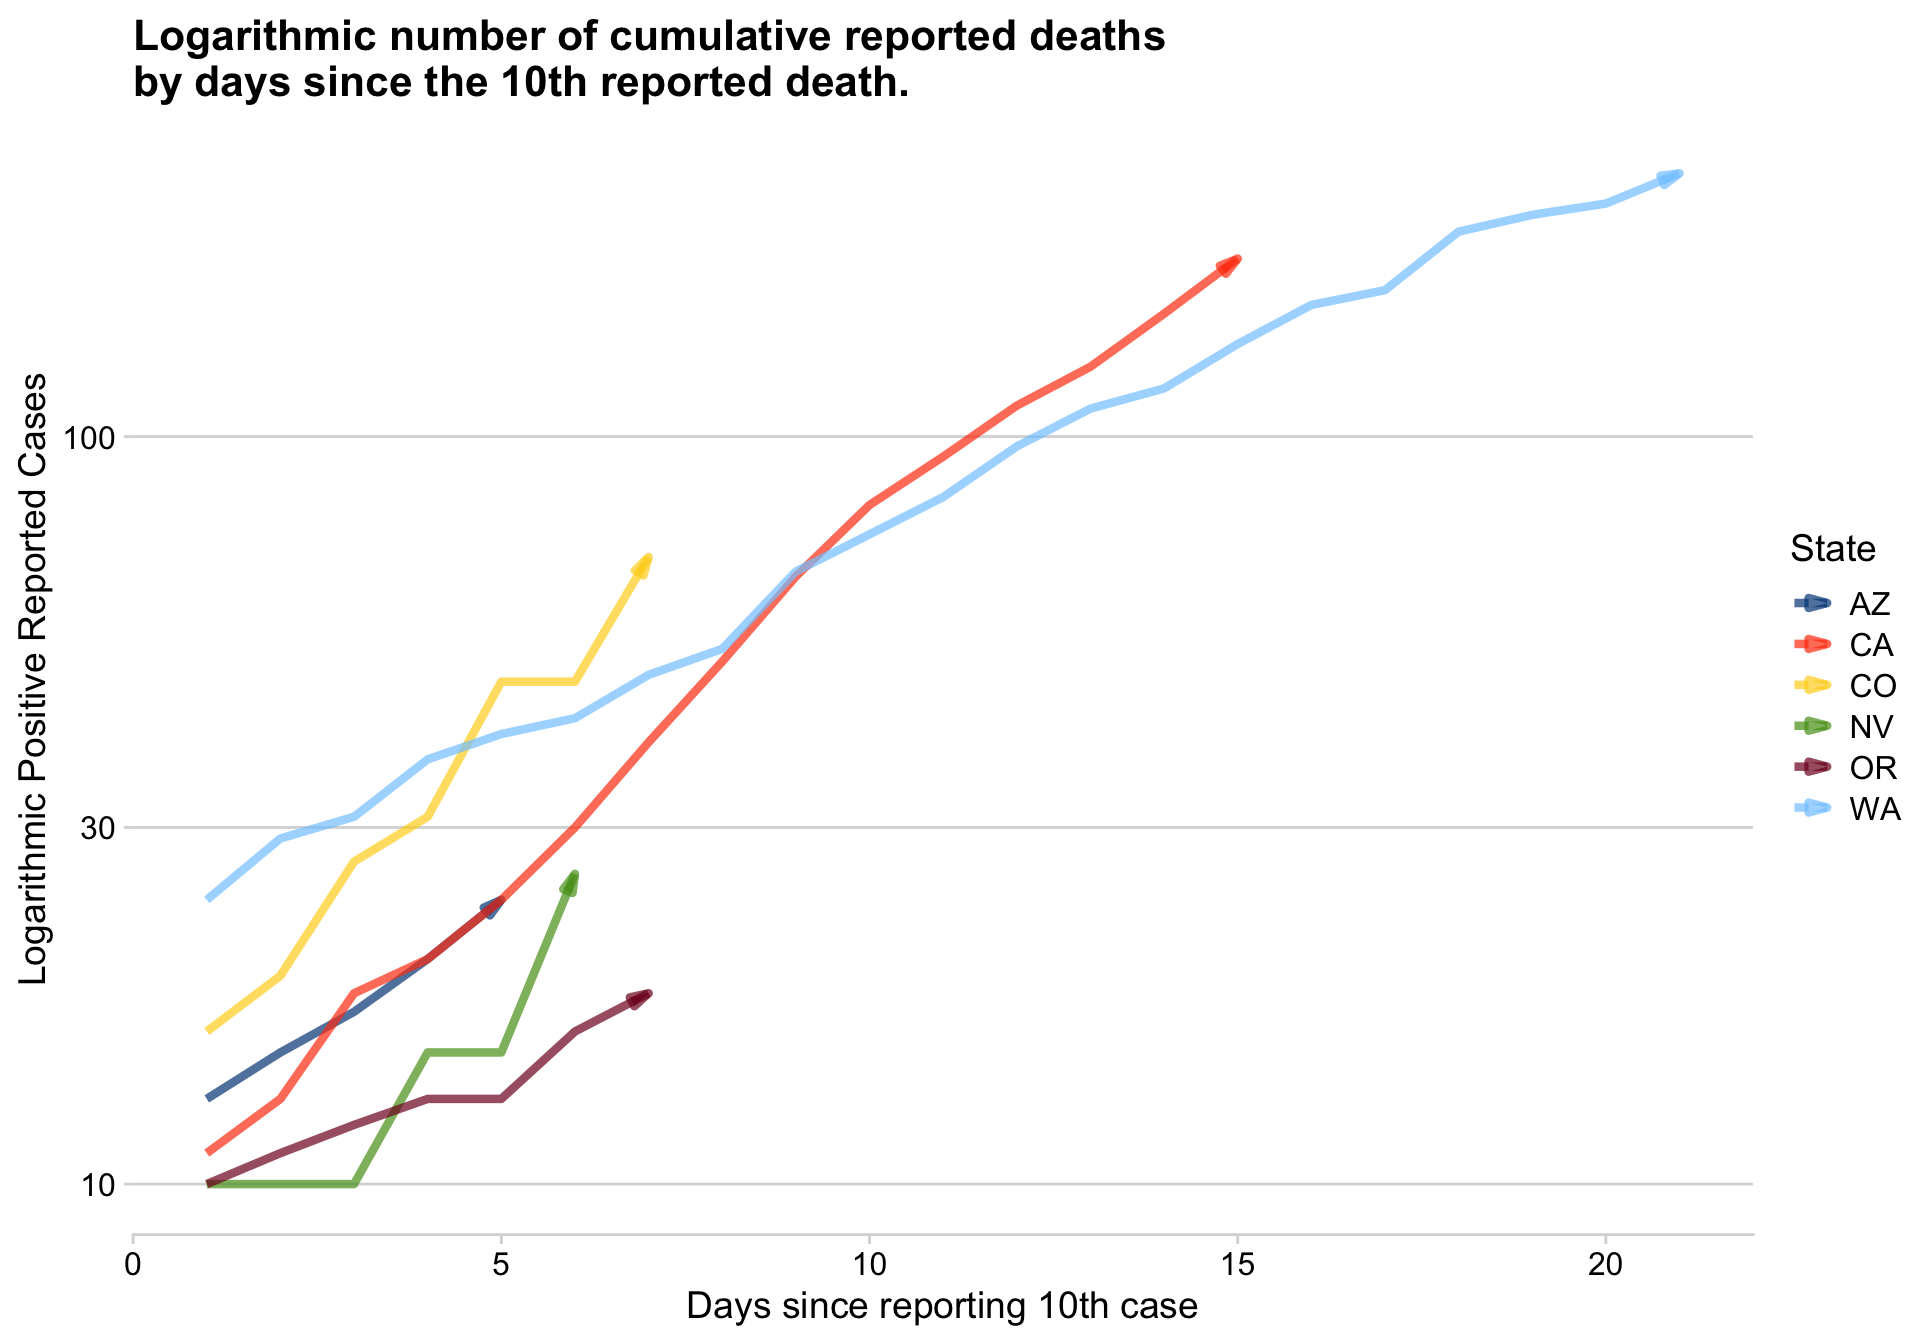 Logarithmic number of cumulative reported deaths
by days since the 10th reported death.
Logarithmic Positive Reported Cases
100
30
10
0
5
10
15
20
Days since reporting 10th case
State
AZ
CA
CO
NV
OR
WA